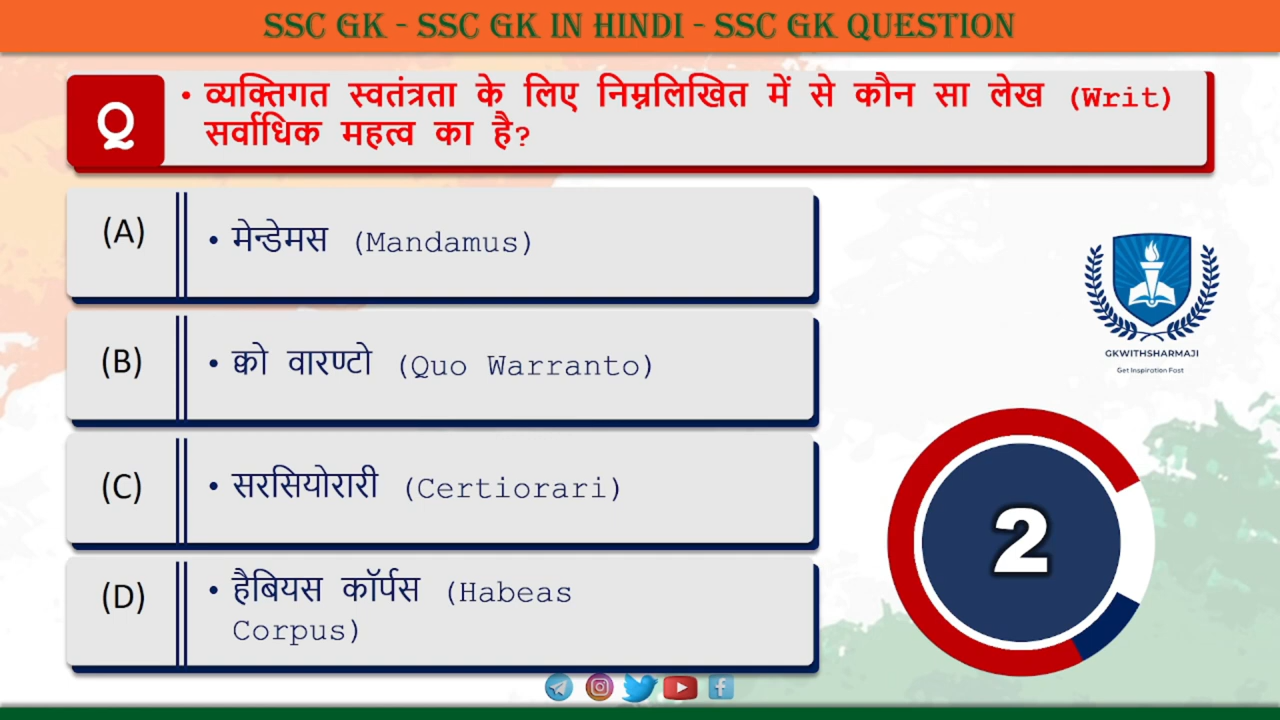 SSC GK - SSC GK IN HINDI - SSC GK QUESTION
Q
• व्यक्तिगत स्वतंत्रता के लिए निम्नलिखित में से कौन सा लेख (Writ)
सर्वाधिक महत्व का है?
(A)
• मेन्डेमस (Mandamus)
(B)
• क्वो वारण्टो (Quo Warranto)
(C)
• सरसियोरारी (Certiorari)
(D)
• हैबियस कॉर्पस (Habeas
Corpus)
GKWITHSHARMAJI
Get Inspiration Fast
2